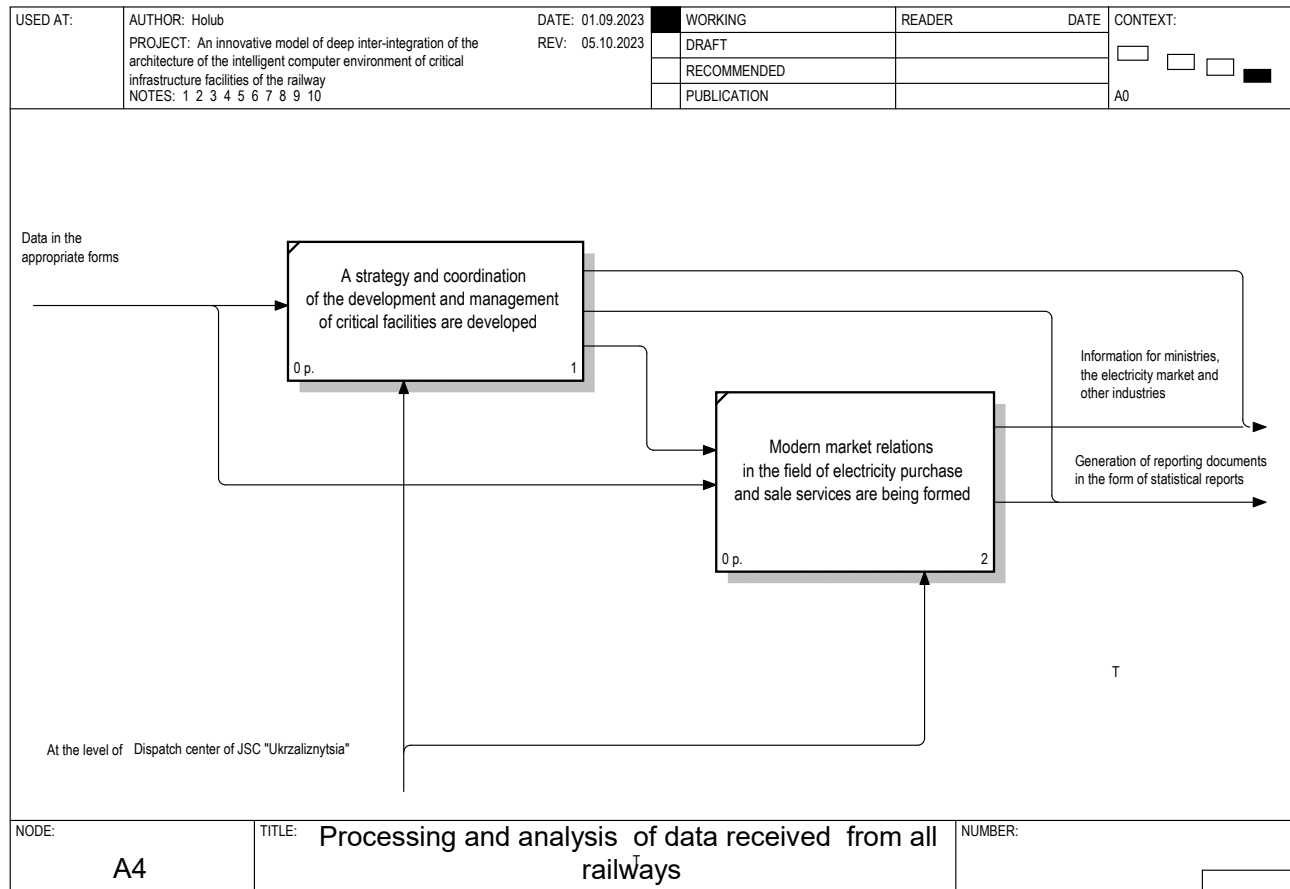 USED AT:
AUTHOR: Holub
DATE: 01.09.2023
PROJECT: An innovative model of deep inter-integration of the
architecture of the intelligent computer environment of critical
infrastructure facilities of the railway
REV: 05.10.2023
NOTES: 1 2 3 4 5 6 7 8 9 10
WORKING
DRAFT
RECOMMENDED
PUBLICATION
READER
DATE
CONTEXT:
A0
Data in the
appropriate forms
A strategy and coordination
of the development and management
of critical facilities are developed
0 p.
1
Information for ministries,
the electricity market and
other industries
Modern market relations
in the field of electricity purchase
and sale services are being formed
0 p.
2
Generation of reporting documents
in the form of statistical reports
T
At the level of Dispatch center of JSC "Ukrzaliznytsia"
NODE:
A4
TITLE:
Processing and analysis of data received from all
railways
T
NUMBER: